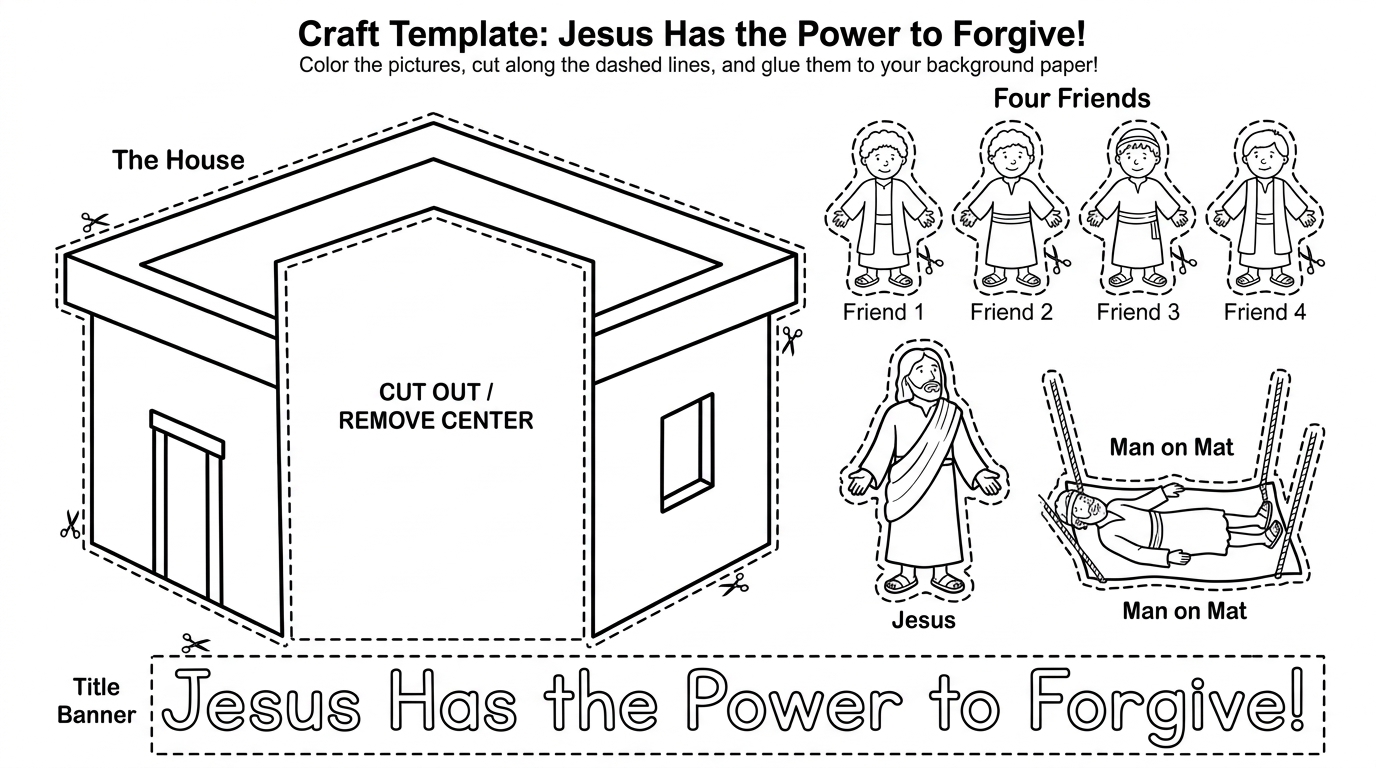 Craft Template: Jesus Has the Power to Forgive!
Color the pictures, cut along the dashed lines, and glue them to your background paper!
The House
Four Friends
Friend 1
Friend 2
Friend 3
Friend 4
CUT OUT /
REMOVE CENTER
Jesus
Man on Mat
Man on Mat
Title
Banner
Jesus Has the Power to Forgive!